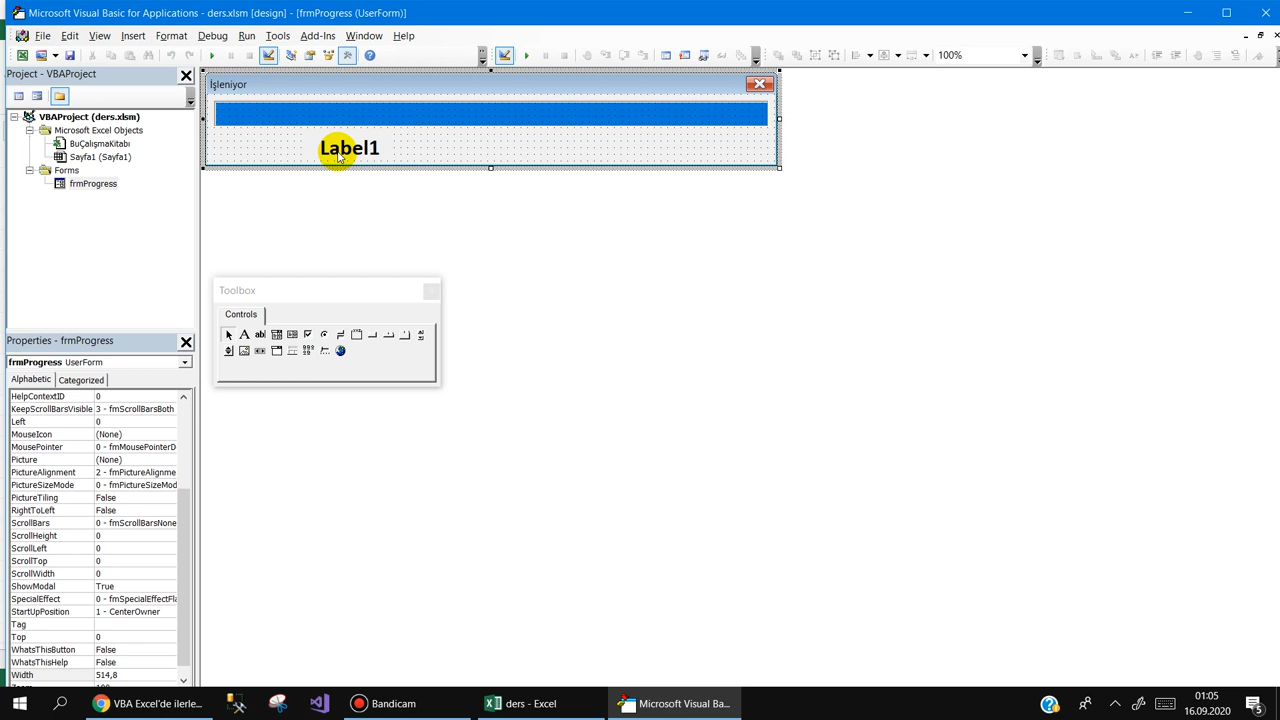 Microsoft Visual Basic for Applications - ders.xlsm [design] - [frmProgress (UserForm)]
File Edit View Insert Format Debug Run Tools Add-Ins Window Help
100%
Project - VBAProject
VBAProject (ders.xlsm)
Microsoft Excel Objects
BuÇalışmaKitabı
Sayfa1 (Sayfa1)
Forms
frmProgress
İşleniyor
Label1
Toolbox
Controls
Properties - frmProgress
frmProgress UserForm
Alphabetic Categorized
HelpContextID 0
KeepScrollBarsVisible 3 - fmScrollBarsBoth
Left 0
MouseIcon (None)
MousePointer 0 - fmMousePointerD
Picture (None)
PictureAlignment 2 - fmPictureAlignme
PictureSizeMode 0 - fmPictureSizeMod
PictureTiling False
RightToLeft False
ScrollBars 0 - fmScrollBarsNone
ScrollHeight 0
ScrollLeft 0
ScrollTop 0
ScrollWidth 0
ShowModal True
SpecialEffect 0 - fmSpecialEffectFla
StartUpPosition 1 - CenterOwner
Tag
Top 0
WhatsThisButton False
WhatsThisHelp False
Width 514,8
VBA Excel'de ilerle...
Bandicam
ders - Excel
Microsoft Visual Ba...
01:05
16.09.2020
5